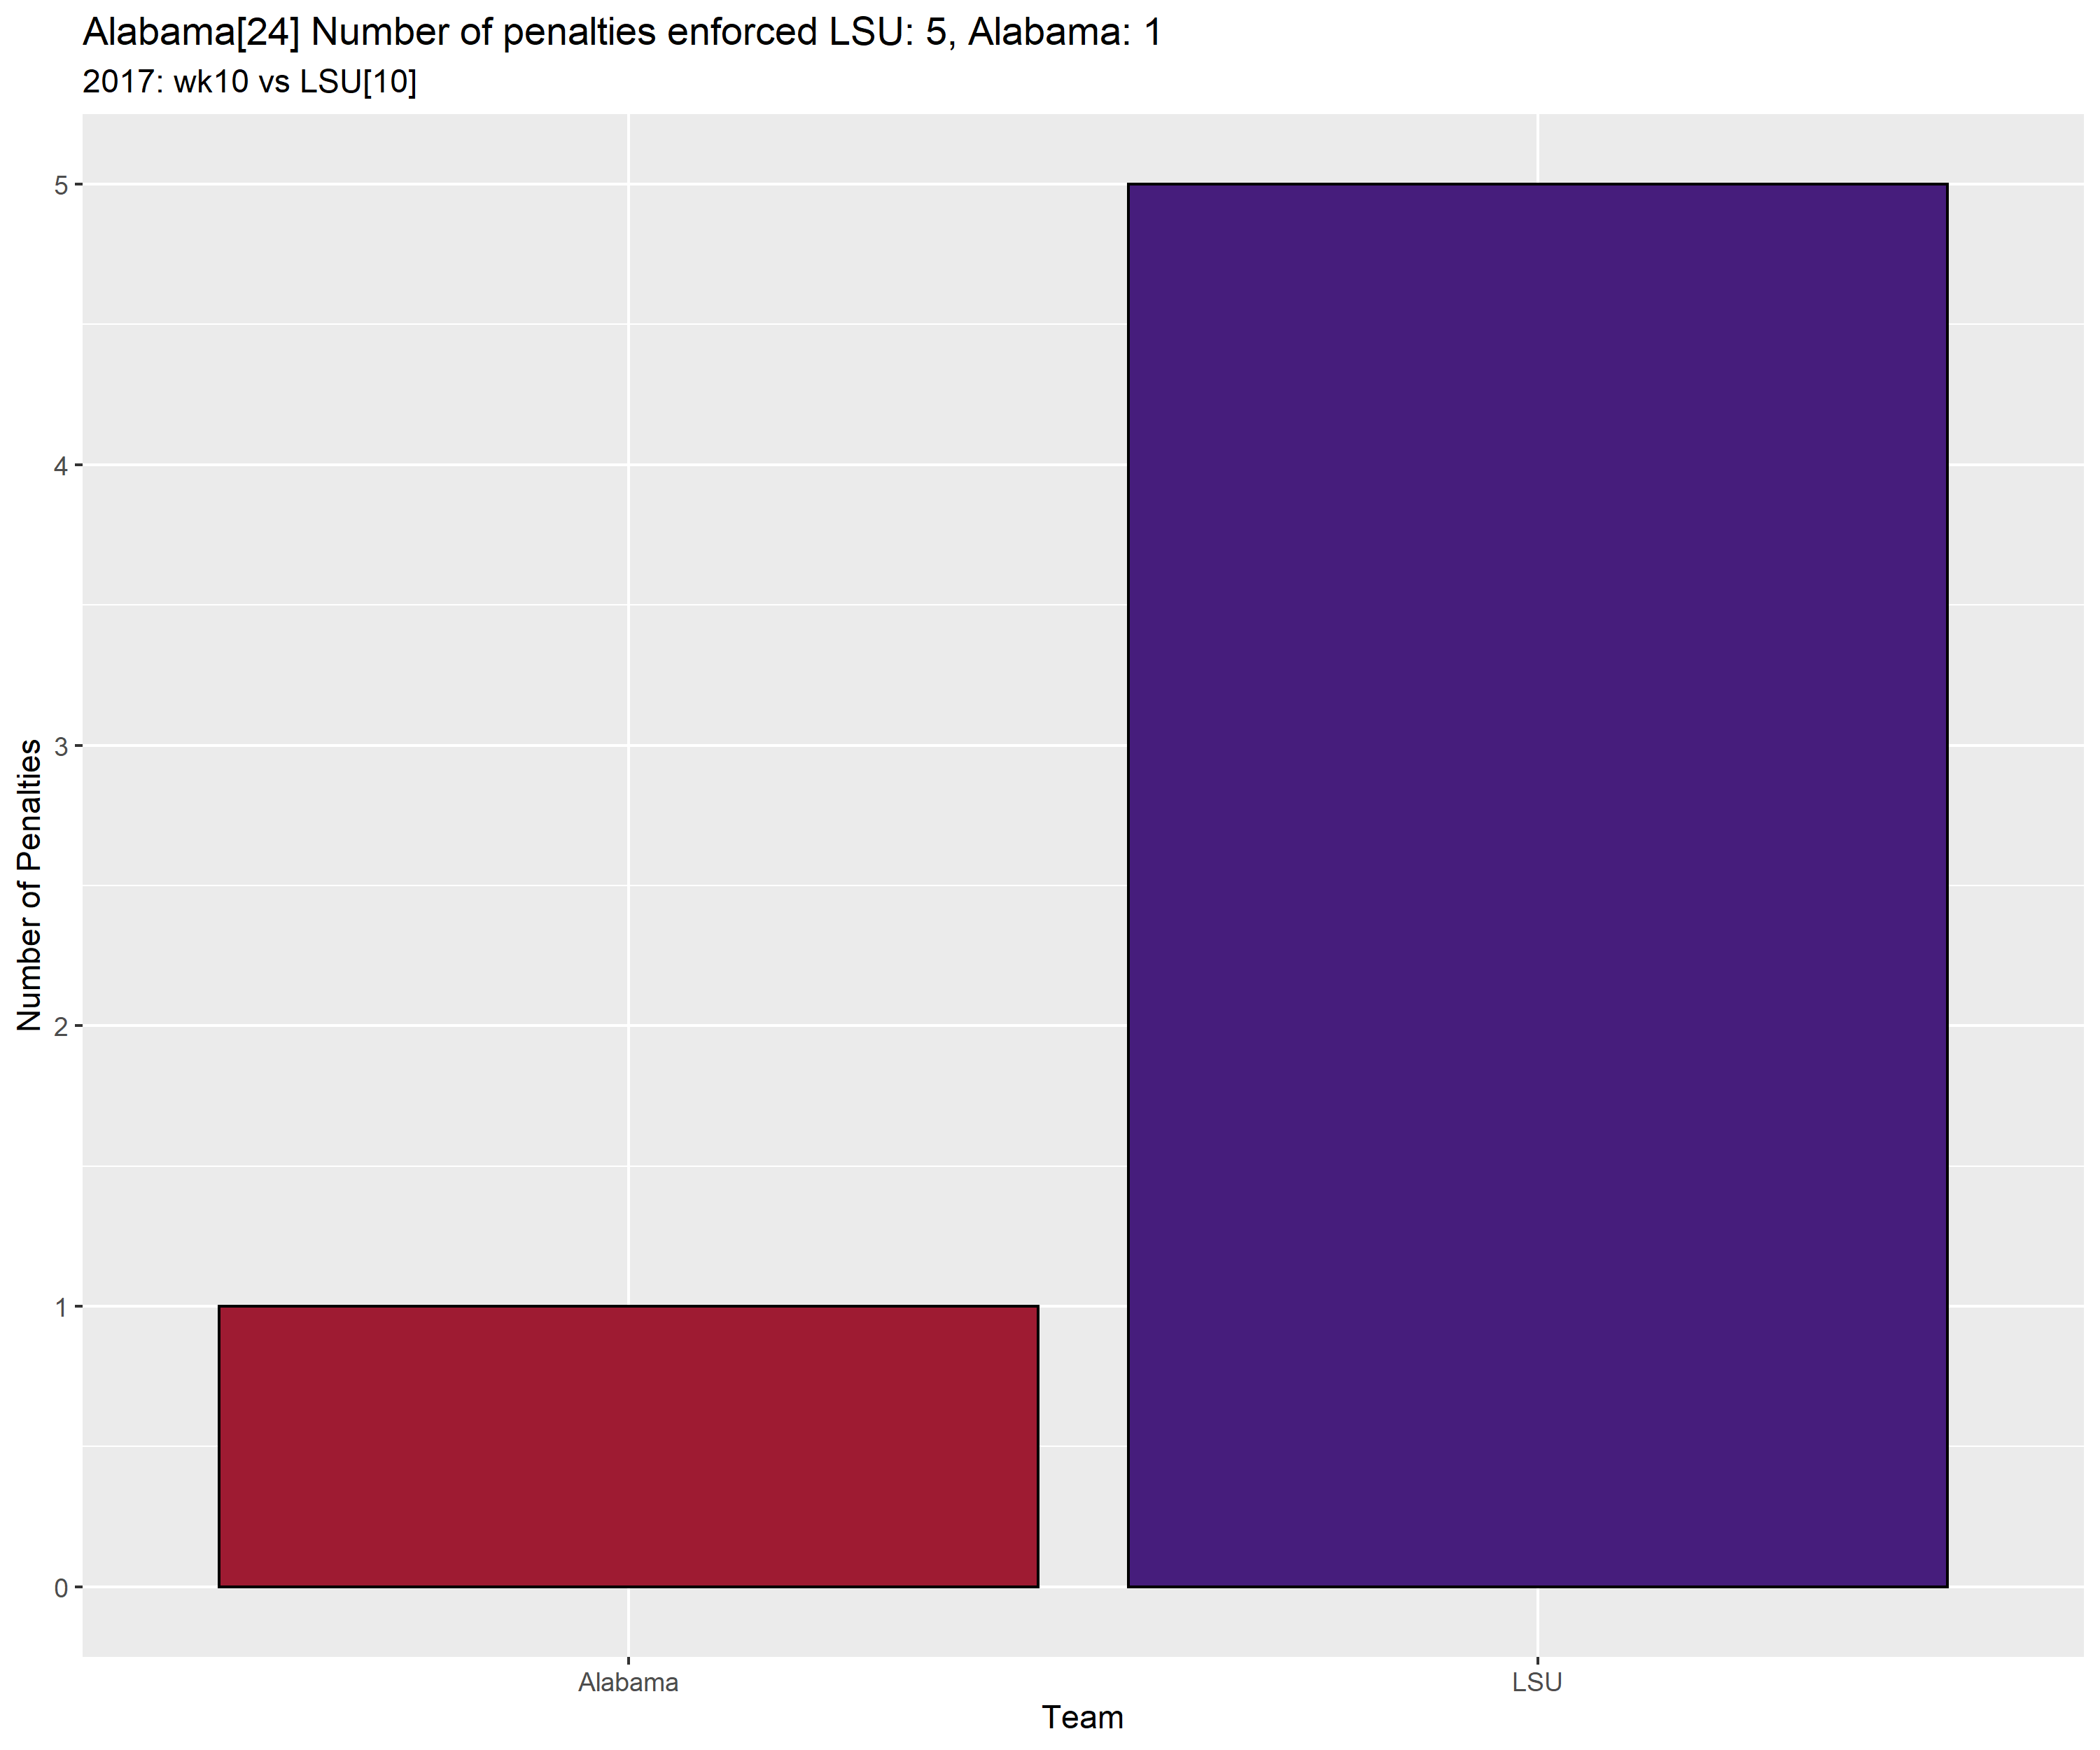 Alabama[24] Number of penalties enforced LSU: 5, Alabama: 1
2017: wk10 vs LSU[10]
Number of Penalties
5
4
3
2
1
0
Alabama
LSU
Team